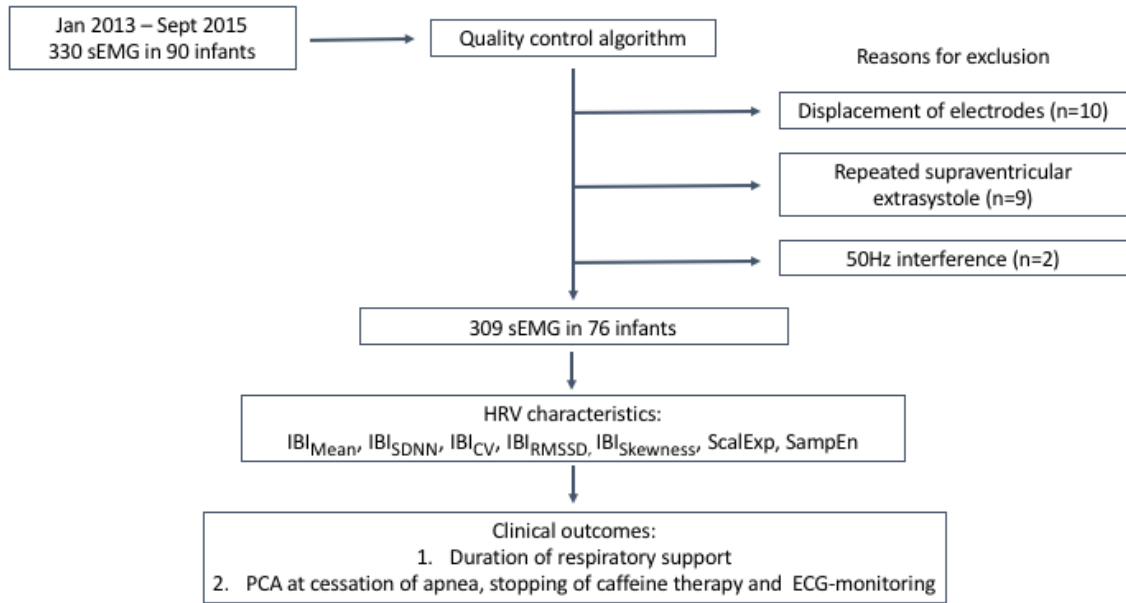 Jan 2013 – Sept 2015
330 sEMG in 90 infants
Quality control algorithm
Reasons for exclusion
Displacement of electrodes (n=10)
Repeated supraventricular
extrasystole (n=9)
50Hz interference (n=2)
309 sEMG in 76 infants
HRV characteristics:
IBIMean, IBISDNN, IBICV, IBIRMSSD, IBISkewness, ScalExp, SampEn
Clinical outcomes:
1. Duration of respiratory support
2. PCA at cessation of apnea, stopping of caffeine therapy and ECG-monitoring